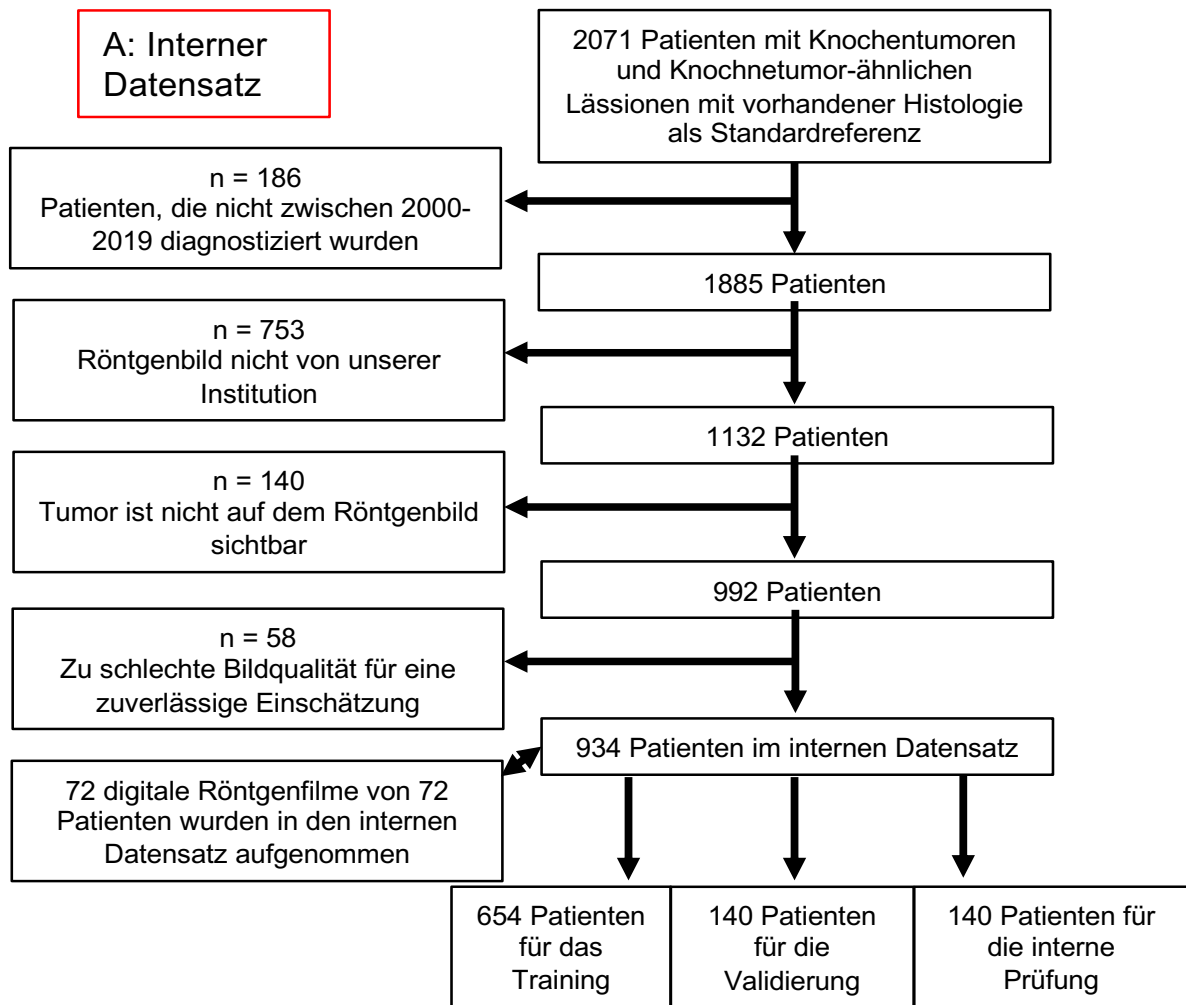 A: Interner
Datensatz
2071 Patienten mit Knochentumoren
und Knochnetumor-ähnlichen
Lässionen mit vorhandener Histologie
als Standardreferenz
n = 186
Patienten, die nicht zwischen 2000-
2019 diagnostiziert wurden
1885 Patienten
n = 753
Röntgenbild nicht von unserer
Institution
1132 Patienten
n = 140
Tumor ist nicht auf dem Röntgenbild
sichtbar
992 Patienten
n = 58
Zu schlechte Bildqualität für eine
zuverlässige Einschätzung
934 Patienten im internen Datensatz
72 digitale Röntgenfilme von 72
Patienten wurden in den internen
Datensatz aufgenommen
654 Patienten
für das
Training
140 Patienten
für die
Validierung
140 Patienten für
die interne
Prüfung